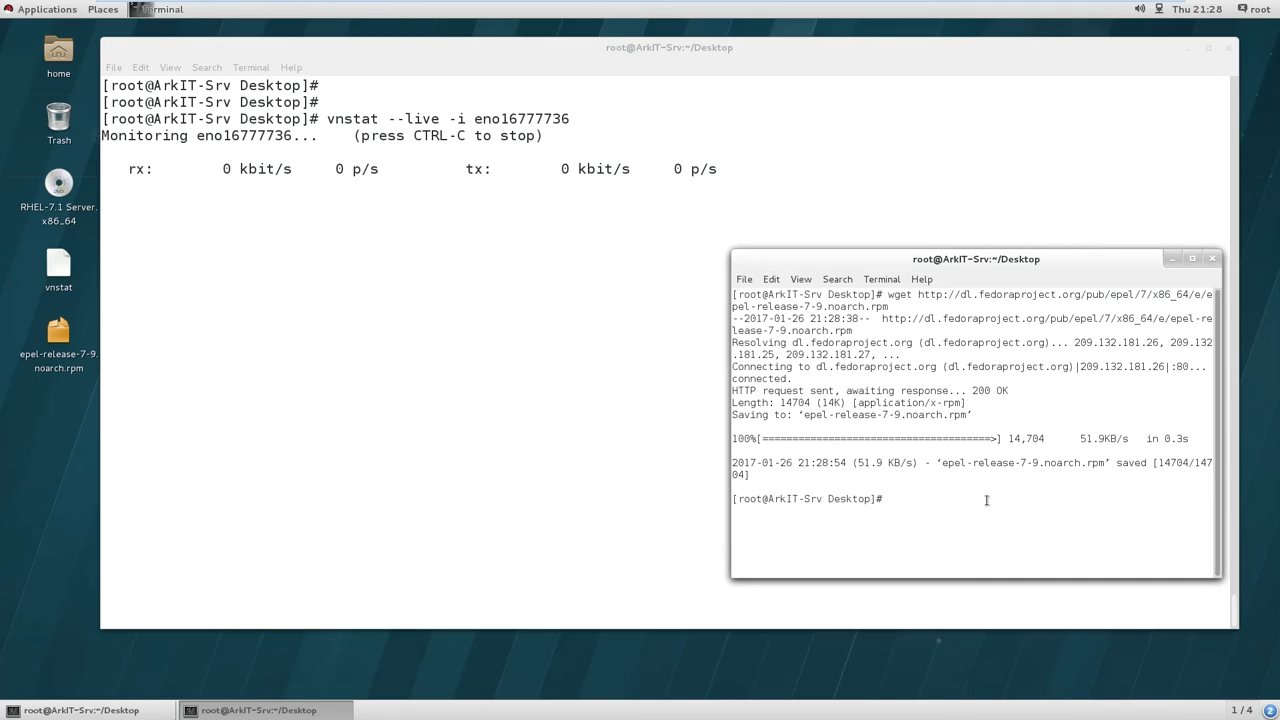 Applications Places Terminal Thu 21:28 root
home
Trash
RHEL-7.1 Server.
x86_64
vnstat
epel-release-7-9.
noarch.rpm
root@ArkIT-Srv:~/Desktop
File Edit View Search Terminal Help
[root@ArkIT-Srv Desktop]#
[root@ArkIT-Srv Desktop]#
[root@ArkIT-Srv Desktop]# vnstat --live -i eno16777736
Monitoring eno16777736... (press CTRL-C to stop)
rx: 0 kbit/s 0 p/s tx: 0 kbit/s 0 p/s
root@ArkIT-Srv:~/Desktop
File Edit View Search Terminal Help
[root@ArkIT-Srv Desktop]# wget http://dl.fedoraproject.org/pub/epel/7/x86_64/e/e
pel-release-7-9.noarch.rpm
--2017-01-26 21:28:38-- http://dl.fedoraproject.org/pub/epel/7/x86_64/e/epel-re
lease-7-9.noarch.rpm
Resolving dl.fedoraproject.org (dl.fedoraproject.org)... 209.132.181.26, 209.132
.181.25, 209.132.181.27, ...
Connecting to dl.fedoraproject.org (dl.fedoraproject.org)|209.132.181.26|:80...
connected.
HTTP request sent, awaiting response... 200 OK
Length: 14704 (14K) [application/x-rpm]
Saving to: ‘epel-release-7-9.noarch.rpm’
100%[======================================>] 14,704 51.9KB/s in 0.3s
2017-01-26 21:28:54 (51.9 KB/s) - ‘epel-release-7-9.noarch.rpm’ saved [14704/147
04]
[root@ArkIT-Srv Desktop]#
root@ArkIT-Srv:~/Desktop root@ArkIT-Srv:~/Desktop 1 / 4 2